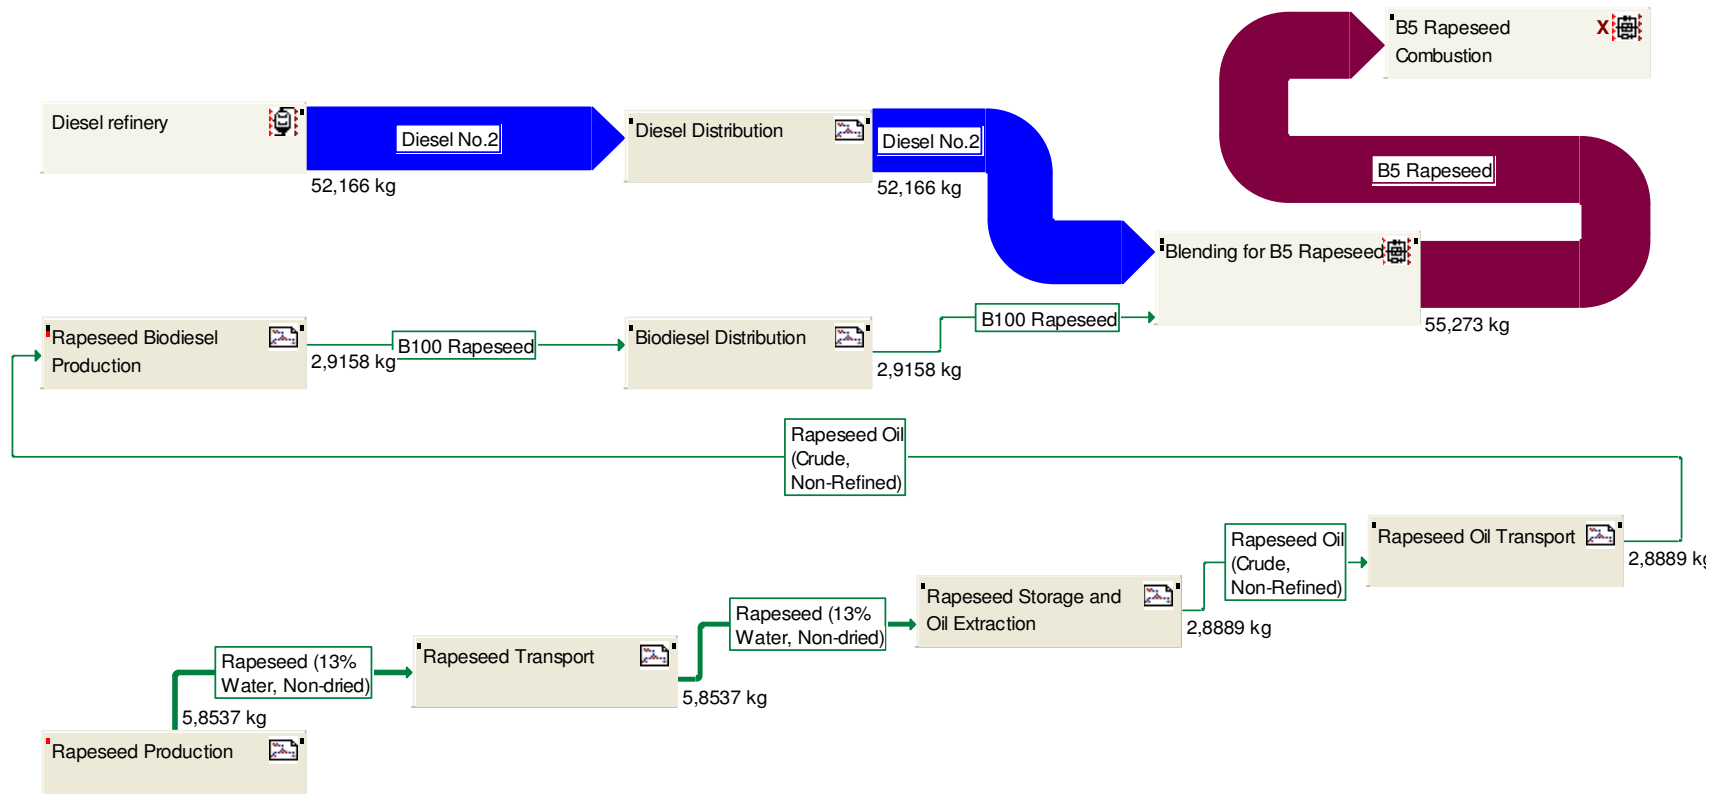 B5 Rapeseed
Combustion
X
Diesel refinery
Diesel No.2
52,166 kg
Diesel Distribution
Diesel No.2
52,166 kg
B5 Rapeseed
Blending for B5 Rapeseed
55,273 kg
Rapeseed Biodiesel
Production
2,9158 kg
B100 Rapeseed
Biodiesel Distribution
2,9158 kg
B100 Rapeseed
Rapeseed Oil
(Crude,
Non-Refined)
Rapeseed Oil Transport
2,8889 kg
Rapeseed Oil
(Crude,
Non-Refined)
Rapeseed Storage and
Oil Extraction
2,8889 kg
Rapeseed (13%
Water, Non-dried)
Rapeseed Transport
5,8537 kg
Rapeseed (13%
Water, Non-dried)
5,8537 kg
Rapeseed Production